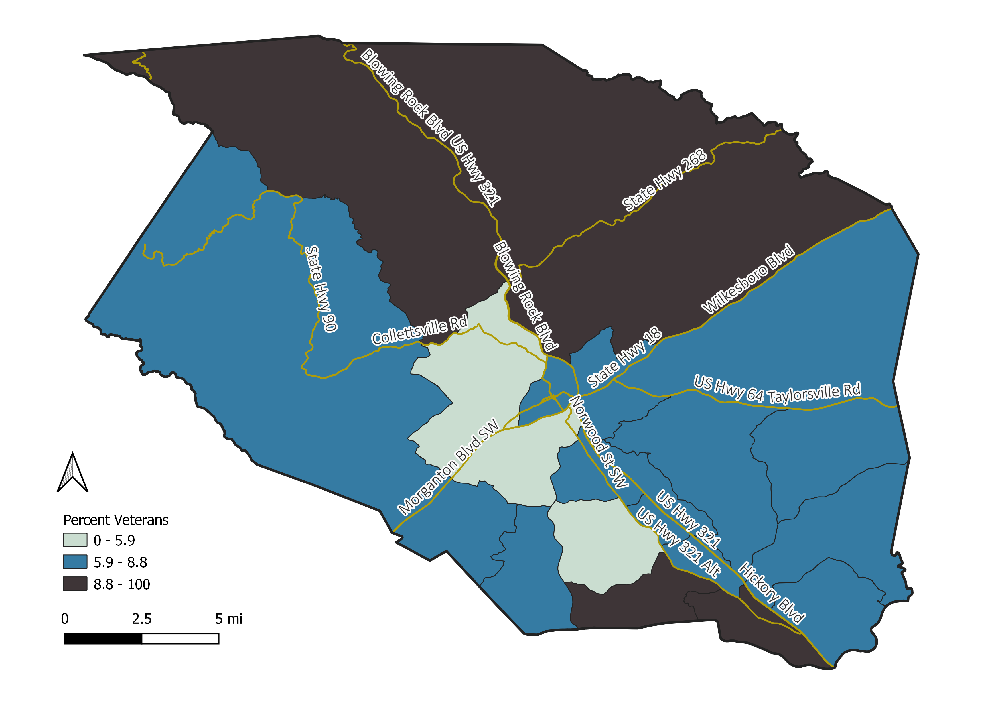 Blowing Rock Blvd Us Hwy 321
State Hwy 268
Blowing Rock Blvd
Wilkesboro Blvd
State Hwy 90
Collettsville Rd
State Hwy 18
US Hwy 64 Taylorsville Rd
Norwood St SW
Morganton Blvd SW
US Hwy 321
US Hwy 321 Alt
Hickory Blvd
Percent Veterans
0 - 5.9
5.9 - 8.8
8.8 - 100
0 2.5 5 mi